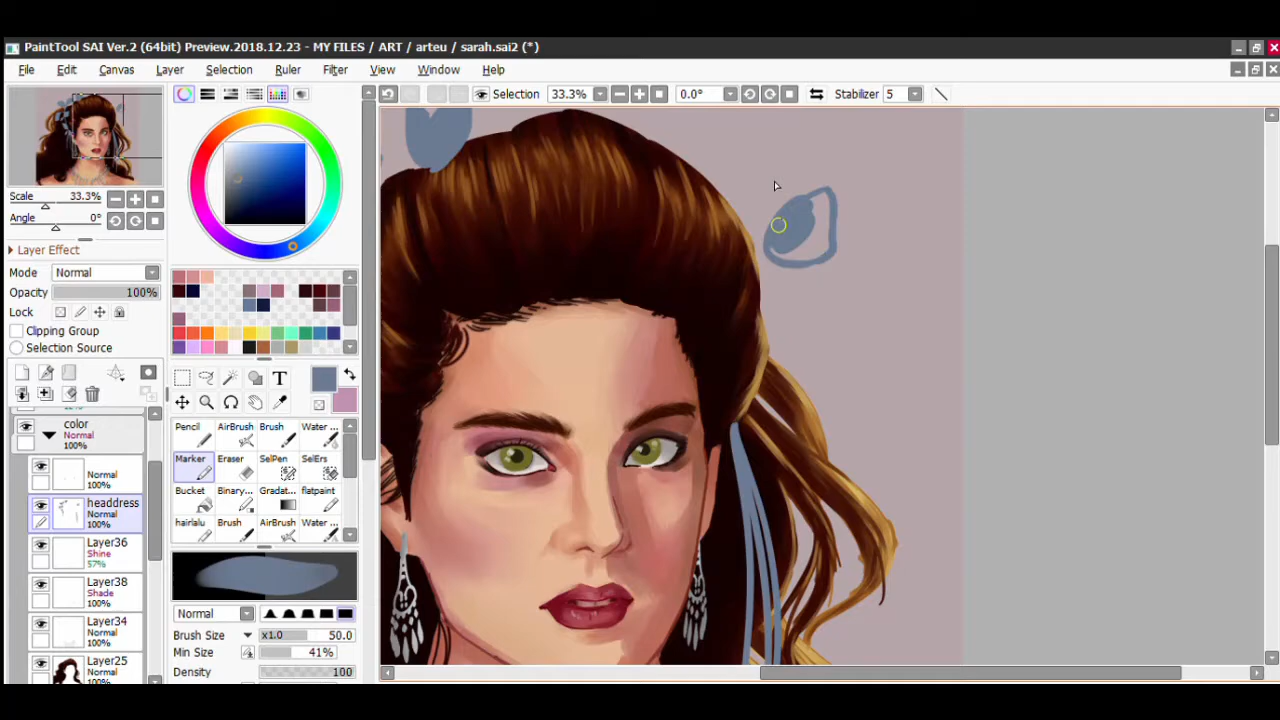 PaintTool SAI Ver.2 (64bit) Preview.2018.12.23 - MY FILES / ART / arteu / sarah.sai2 (*)
File Edit Canvas Layer Selection Ruler Filter View Window Help
Selection 33.3% 0.0° Stabilizer 5
Scale
33.3%
Angle
0°
Layer Effect
Mode Normal
Opacity 100%
Lock
Clipping Group
Selection Source
color
Normal
100%
Normal
100%
headdress
Normal
100%
Layer36
Shine
57%
Layer38
Shade
100%
Layer34
Normal
100%
Layer25
Normal
100%
T
Pencil AirBrush Brush Water ...
Marker Eraser SelPen SelErs
Bucket Binary... Gradat... flatpaint
hairlalu Brush AirBrush Water ...
Normal
Brush Size x1.0 50.0
Min Size 41%
Density 100